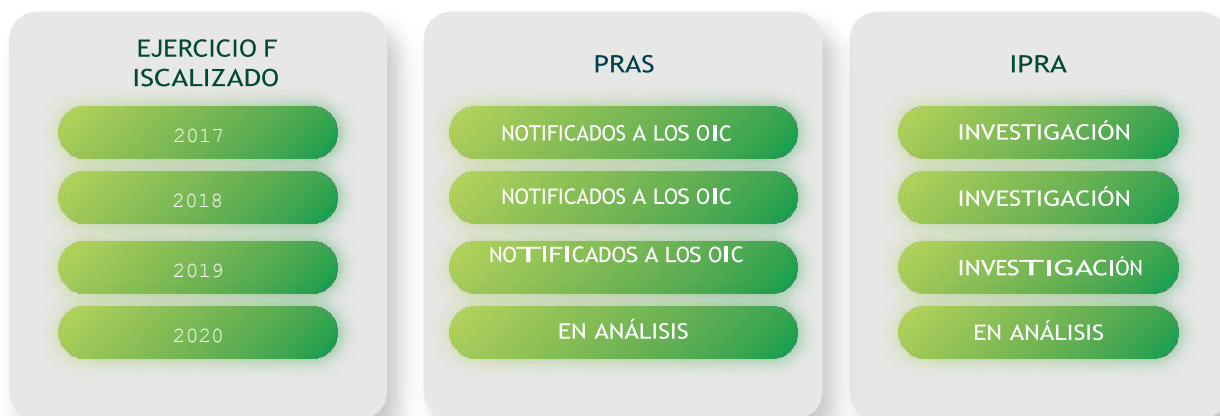 EJERCICIO F
ISCALIZADO
2017
2018
2019
2020
PRAS
NOTIFICADOS A LOS OIC
NOTIFICADOS A LOS OIC
NOTIFICADOS A LOS OIC
EN ANÁLISIS
IPRA
INVESTIGACIÓN
INVESTIGACIÓN
INVESTIGACIÓN
EN ANÁLISIS